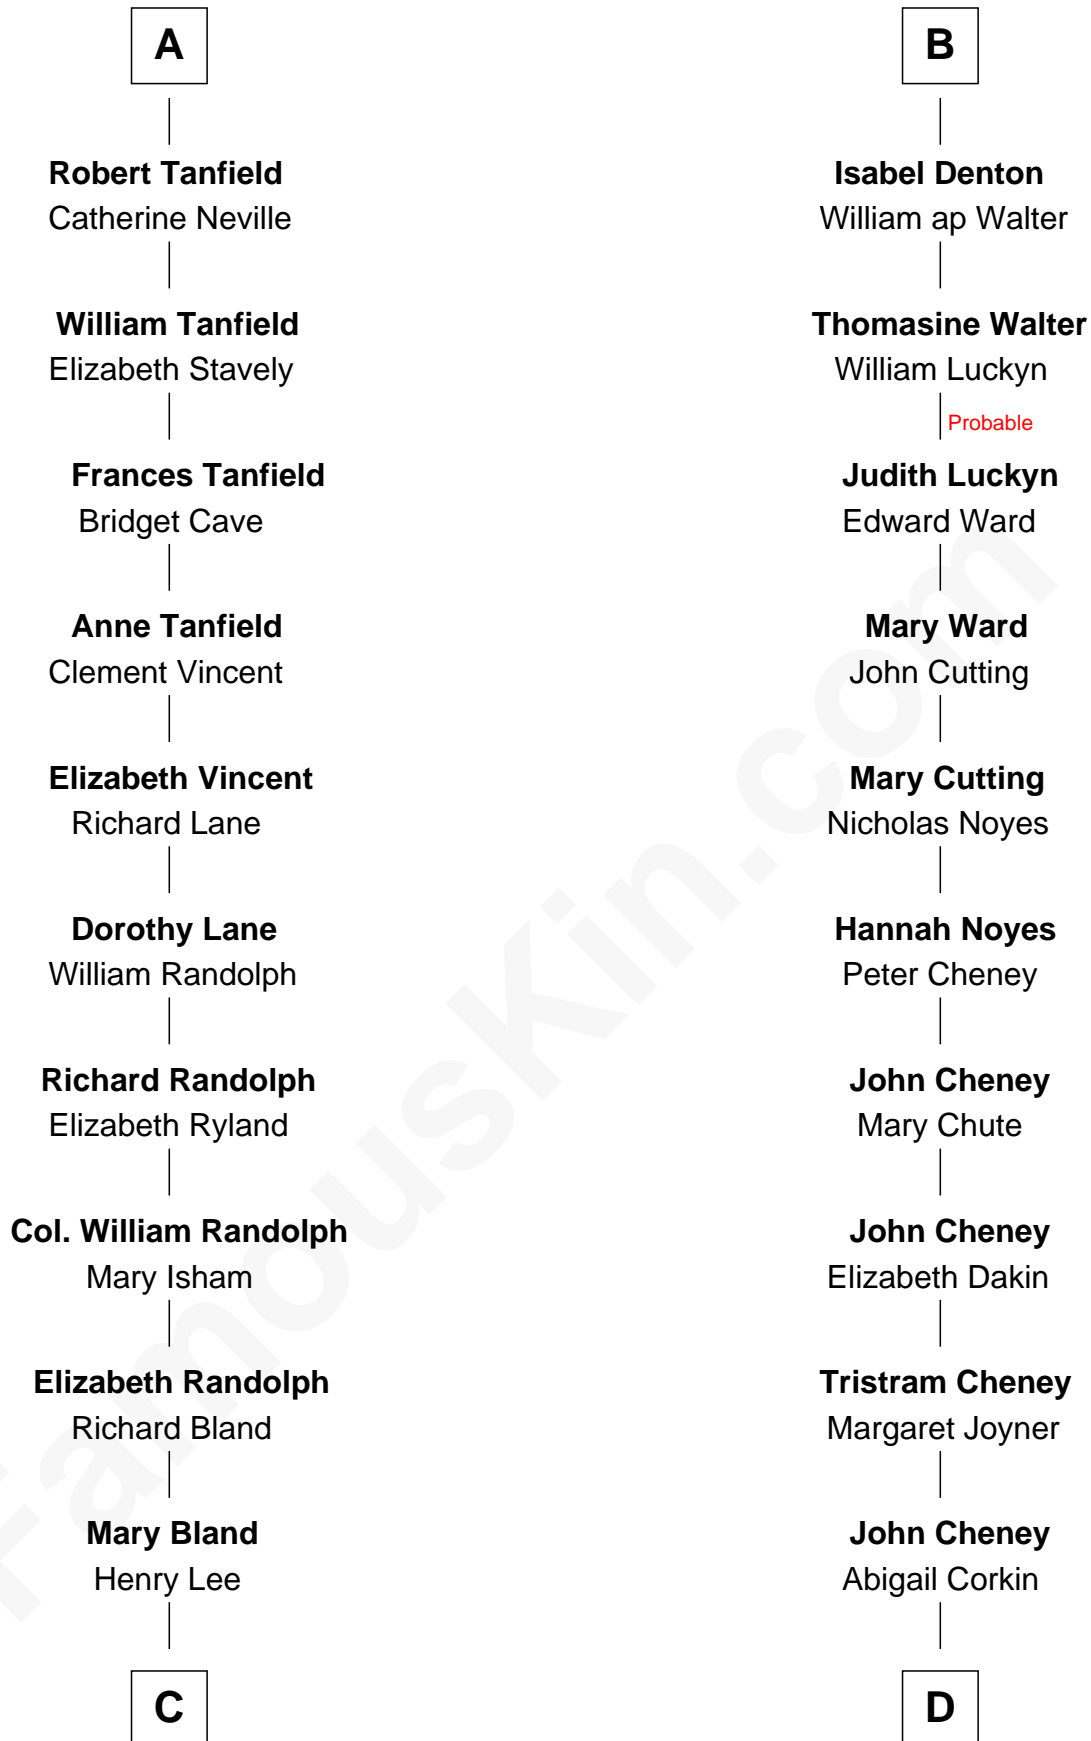 A
Robert Tanfield
Catherine Neville
William Tanfield
Elizabeth Stavely
Frances Tanfield
Bridget Cave
Anne Tanfield
Clement Vincent
Elizabeth Vincent
Richard Lane
Dorothy Lane
William Randolph
Richard Randolph
Elizabeth Ryland
Col. William Randolph
Mary Isham
Elizabeth Randolph
Richard Bland
Mary Bland
Henry Lee
C
B
Isabel Denton
William ap Walter
Thomasine Walter
William Luckyn
Probable
Judith Luckyn
Edward Ward
Mary Ward
John Cutting
Mary Cutting
Nicholas Noyes
Hannah Noyes
Peter Cheney
John Cheney
Mary Chute
John Cheney
Elizabeth Dakin
Tristram Cheney
Margaret Joyner
John Cheney
Abigail Corkin
D
FamousKin.com